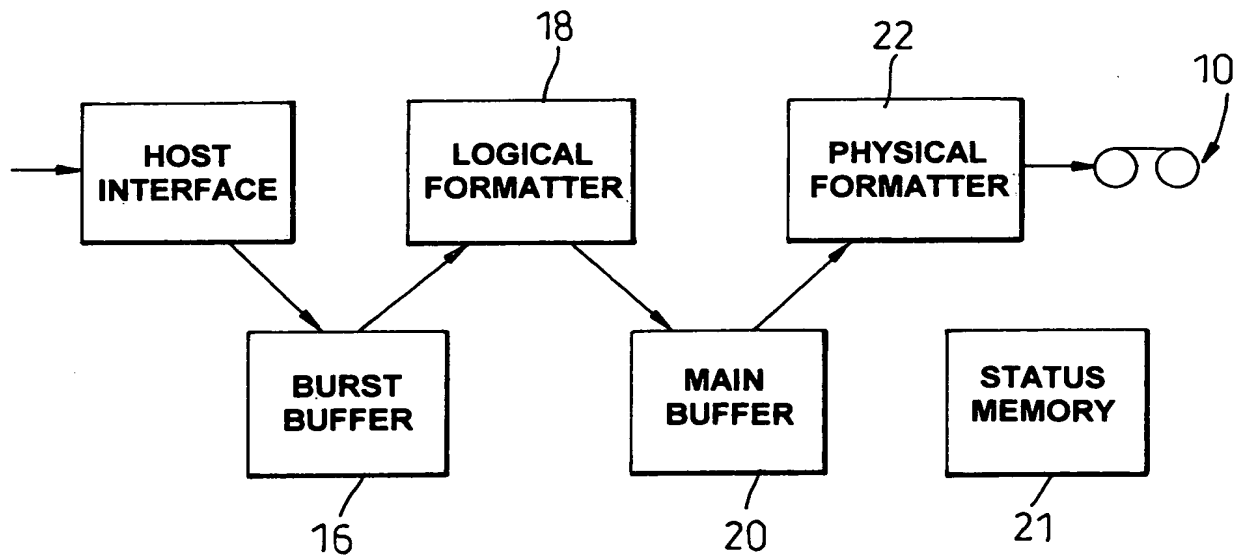 18
22
10
HOST
INTERFACE
LOGICAL
FORMATTER
PHYSICAL
FORMATTER
BURST
BUFFER
MAIN
BUFFER
STATUS
MEMORY
16
20
21